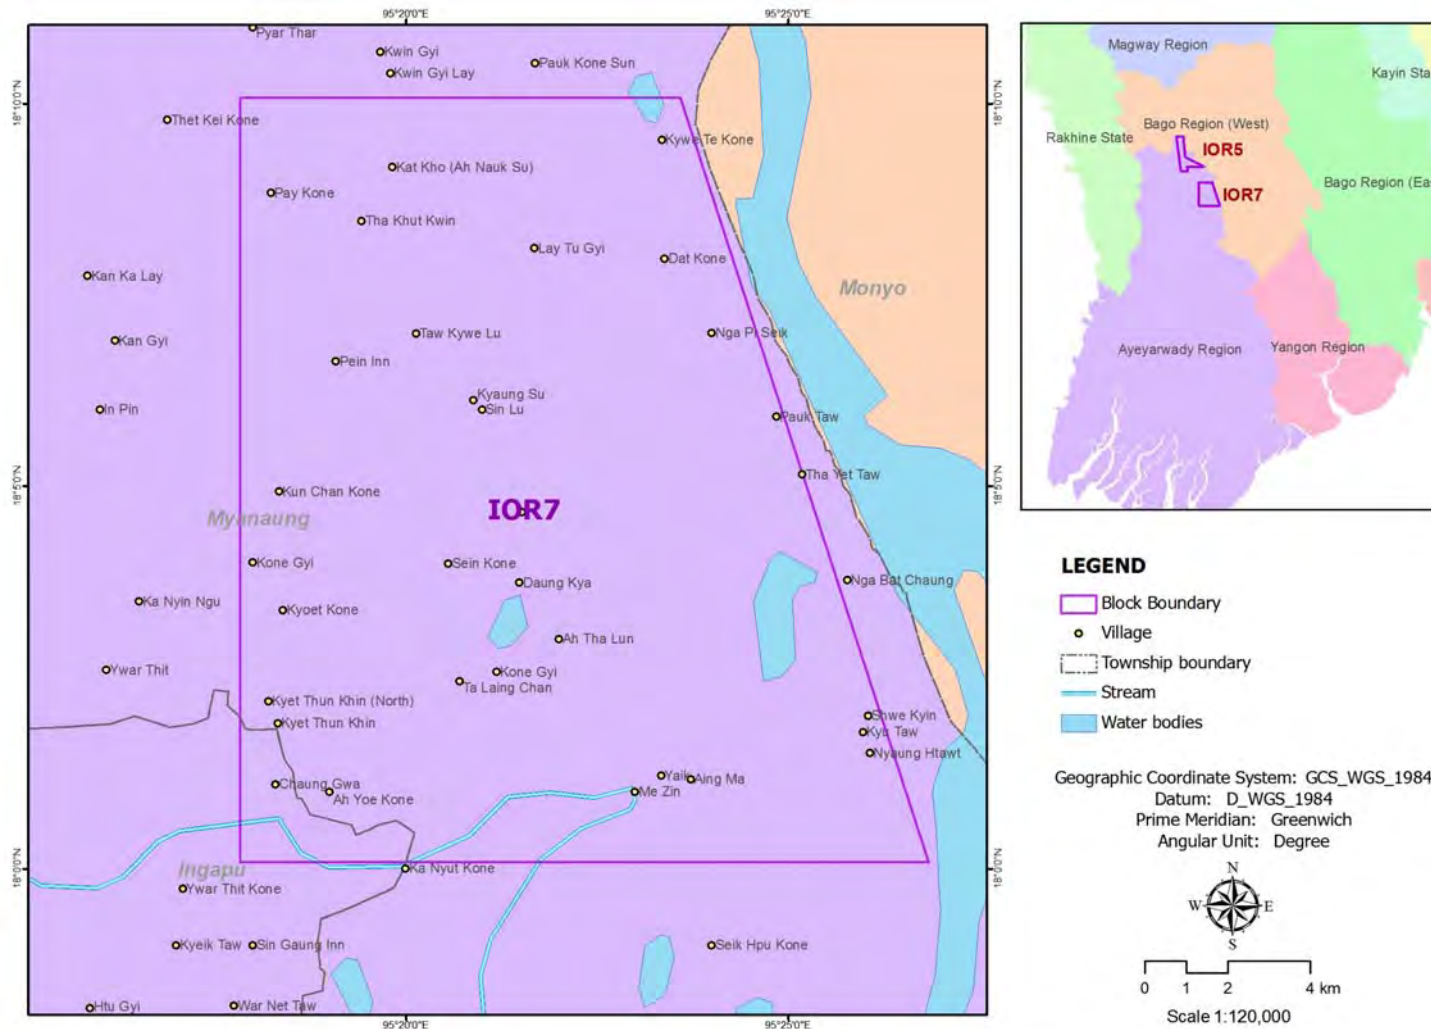 95°20'0"E
95°25'0"E
Pyar Thar
Kwin Gyi
Kwin Gyi Lay
Pauk Kone Sun
18°10'0"N
18°10'0"N
Thet Kei Kone
Kywe Te Kone
Kat Kho (Ah Nauk Su)
Pay Kone
Tha Khut Kwin
Lay Tu Gyi
Dat Kone
Kan Ka Lay
Monyo
Nga Pi Seik
Taw Kywe Lu
Kan Gyi
Pein Inn
Kyaung Su
Sin Lu
In Pin
Pauk Taw
Tha Yet Taw
18°5'0"N
18°5'0"N
Kun Chan Kone
Myanaung
IOR7
Kone Gyi
Sein Kone
Daung Kya
Nga Bat Chaung
Ka Nyin Ngu
Kyoet Kone
Ah Tha Lun
Ywar Thit
Kone Gyi
Ta Laing Chan
Kyet Thun Khin (North)
Kyet Thun Khin
Shwe Kyin
Kyu Taw
Nyaung Htawt
Yaik
Aing Ma
Chaung Gwa
Ah Yoe Kone
Me Zin
18°0'0"N
18°0'0"N
Ingapu
Ka Nyut Kone
Ywar Thit Kone
Kyeik Taw
Sin Gaung Inn
Seik Hpu Kone
Htu Gyi
War Net Taw
95°20'0"E
95°25'0"E
Magway Region
Kayin Sta
Bago Region (West)
Rakhine State
IOR5
Bago Region (Eas
IOR7
Ayeyarwady Region
Yangon Region
LEGEND
Block Boundary
Village
Township boundary
Stream
Water bodies
Geographic Coordinate System: GCS_WGS_1984
Datum: D_WGS_1984
Prime Meridian: Greenwich
Angular Unit: Degree
N
W
E
S
0 1 2 4 km
Scale 1:120,000